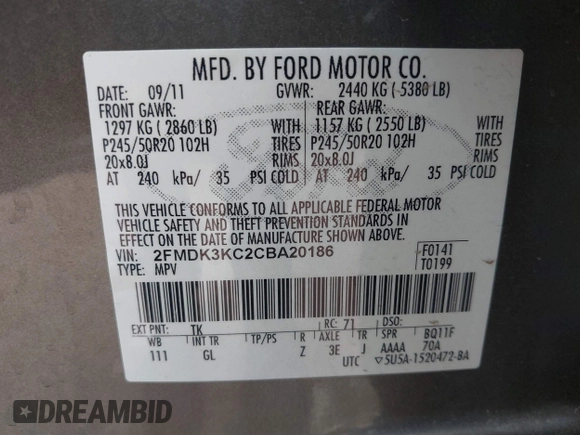 MFD. BY FORD MOTOR CO.
DATE: 09/11 GVWR: 2440 KG ( 5380 LB)
FRONT GAWR: REAR GAWR:
1297 KG ( 2860 LB) 1157 KG ( 2550 LB)
P245/50R20 102H TIRES P245/50R20 102H TIRES
20x8.0J RIMS 20x8.0J RIMS
AT 240 kPa/ 35 PSI COLD AT 240 kPa/ 35 PSI COLD
THIS VEHICLE CONFORMS TO ALL APPLICABLE FEDERAL MOTOR
VEHICLE SAFETY AND THEFT PREVENTION STANDARDS IN
EFFECT ON THE DATE OF MANUFACTURE SHOWN ABOVE.
VIN: 2FMDK3KC2CBA20186 F0141
TYPE: MPV T0199
EXT PNT: TK RC: 71 DSO:
WB INT TR TP/PS R AXLE TR SPR BQ11F
111 GL Z 3E J AAAA 70A
UTC ▽5U5A-1520472-BA
Ford
DREAMBID